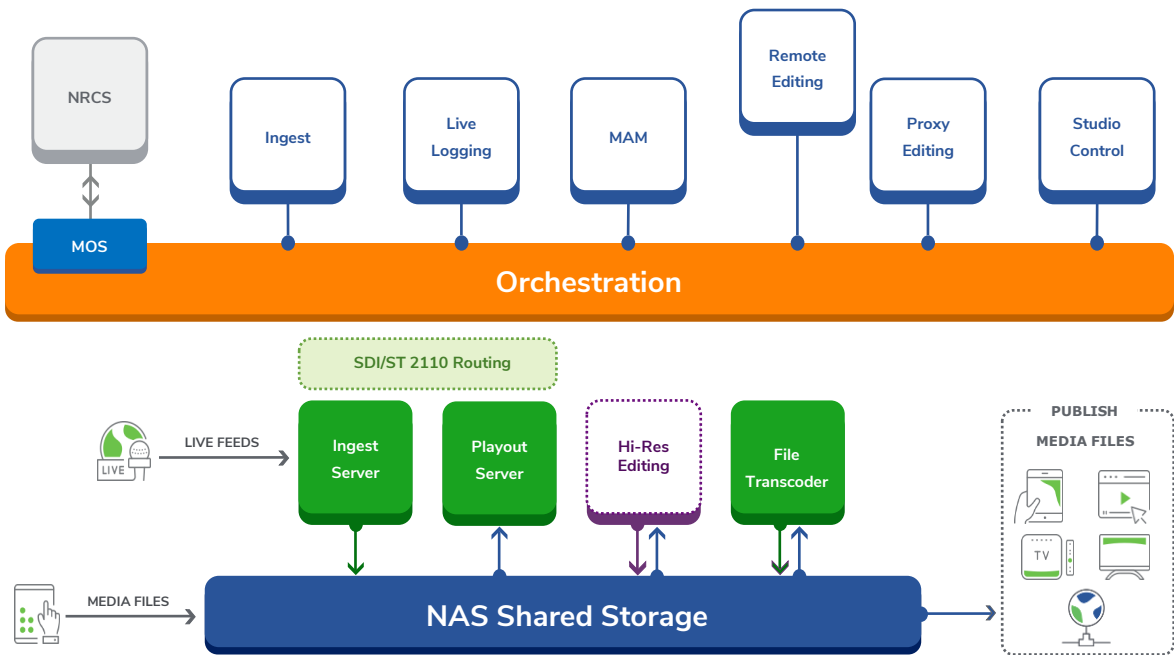 NRCS
Ingest
Live
Logging
MAM
Remote
Editing
Proxy
Editing
Studio
Control
MOS
Orchestration
SDI/ST 2110 Routing
LIVE
LIVE FEEDS
Ingest
Server
Playout
Server
Hi-Res
Editing
File
Transcoder
PUBLISH
MEDIA FILES
TV
MEDIA FILES
NAS Shared Storage